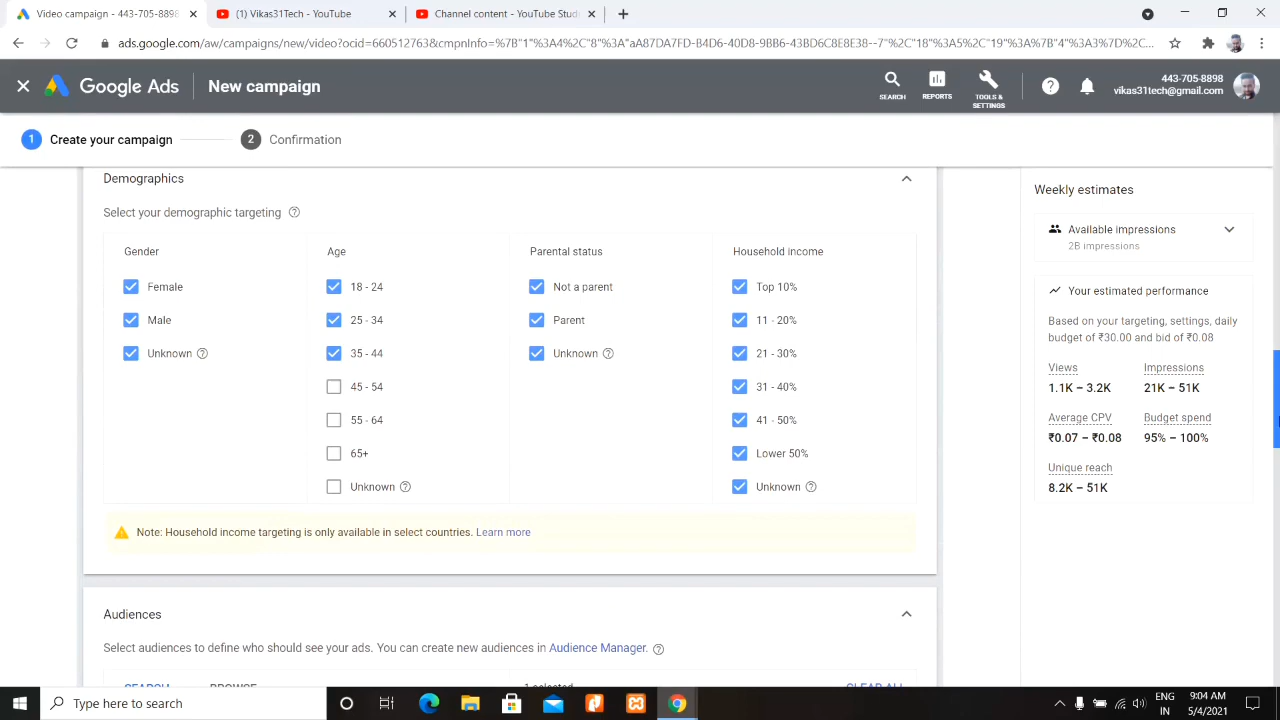 Video campaign - 443-705-8898
(1) Vikas31Tech - YouTube
Channel content - YouTube Stud
ads.google.com/aw/campaigns/new/video?ocid=660512763&cmpnInfo=%7B"1"%3A4%2C"8"%3A"aA87DA7FD-B4D6-40D8-9BB6-43BD6C8E8E38--7"%2C"18"%3A5%2C"19"%3A%7B"4"%3A3%7D%2C...
Google Ads New campaign
SEARCH
REPORTS
TOOLS & SETTINGS
443-705-8898
vikas31tech@gmail.com
1 Create your campaign
2 Confirmation
Demographics
Select your demographic targeting
Gender
Female
Male
Unknown
Age
18 - 24
25 - 34
35 - 44
45 - 54
55 - 64
65+
Unknown
Parental status
Not a parent
Parent
Unknown
Household income
Top 10%
11 - 20%
21 - 30%
31 - 40%
41 - 50%
Lower 50%
Unknown
Note: Household income targeting is only available in select countries. Learn more
Audiences
Select audiences to define who should see your ads. You can create new audiences in Audience Manager.
SEARCH BROWSE 1 selected CLEAR ALL
Weekly estimates
Available impressions
2B impressions
Your estimated performance
Based on your targeting, settings, daily
budget of ₹30.00 and bid of ₹0.08
Views Impressions
1.1K – 3.2K 21K – 51K
Average CPV Budget spend
₹0.07 – ₹0.08 95% – 100%
Unique reach
8.2K – 51K
Type here to search
ENG
IN
9:04 AM
5/4/2021